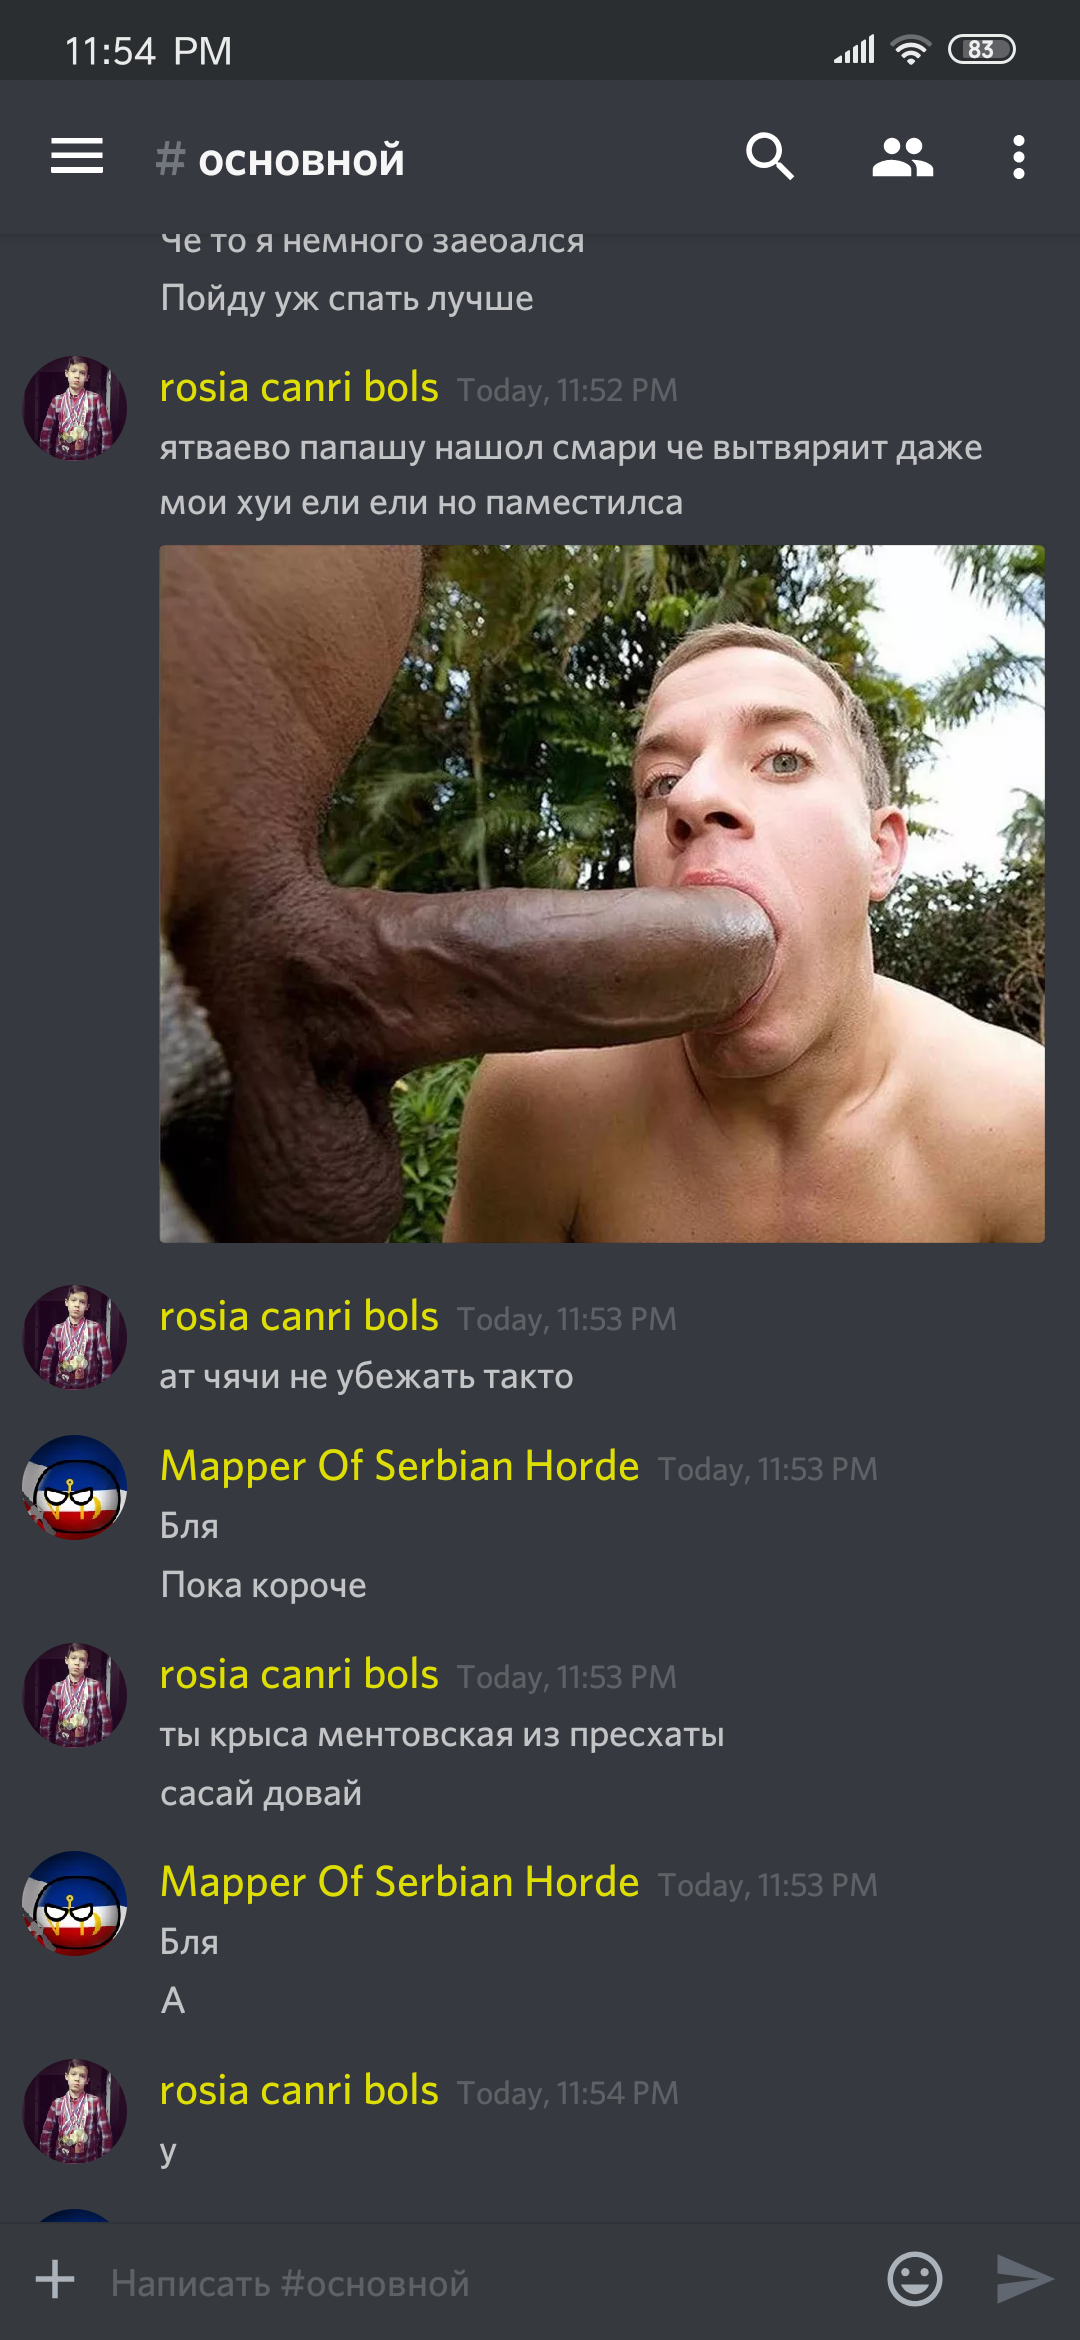 11:54 PM
83
# основной
Че то я немного заебался
Пойду уж спать лучше
rosia canri bols Today, 11:52 PM
ятваево папашу нашол смари че вытвяряит даже
мои хуи ели ели но паместилса
rosia canri bols Today, 11:53 PM
ат чячи не убежать такто
Mapper Of Serbian Horde Today, 11:53 PM
Бля
Пока короче
rosia canri bols Today, 11:53 PM
ты крыса ментовская из пресхаты
сасай довай
Mapper Of Serbian Horde Today, 11:53 PM
Бля
А
rosia canri bols Today, 11:54 PM
у
Написать #основной